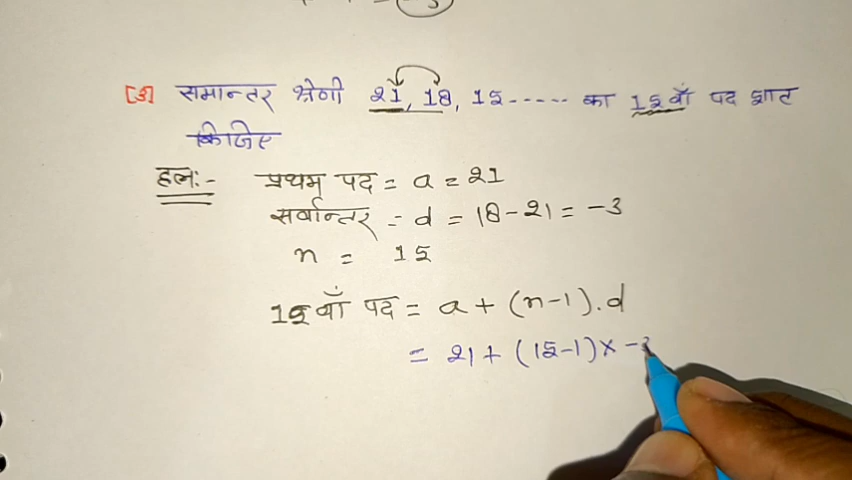 [3] समान्तर श्रेणी 21, 18, 15..... का 15वाँ पद ज्ञात
किजिए
हल:- प्रथम पद = a = 21
सर्वान्तर = d = 18-21 = -3
n = 15
15वाँ पद = a + (n-1).d
= 21 + (15-1) x -3